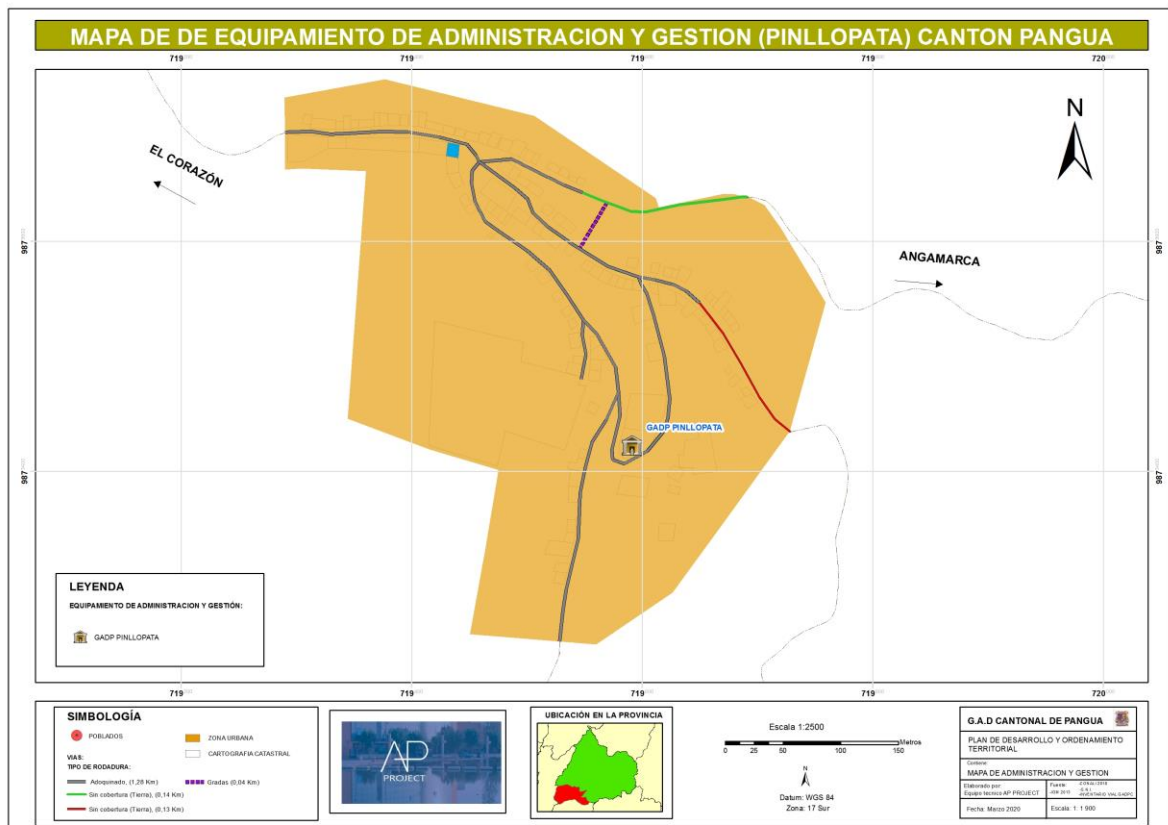 MAPA DE DE EQUIPAMIENTO DE ADMINISTRACION Y GESTION (PINLLOPATA) CANTON PANGUA
719 719 719 719 720
N
EL CORAZÓN
987
ANGAMARCA
987
GADP PINLLOPATA
987
987
LEYENDA
EQUIPAMIENTO DE ADMINISTRACION Y GESTIÓN:
GADP PINLLOPATA
719 719 719 719 720
SIMBOLOGÍA
POBLADOS
ZONA URBANA
CARTOGRAFIA CATASTRAL
VIAS:
TIPO DE RODADURA:
Adoquinado, (1,28 Km)
Gradas (0,04 Km)
Sin cobertura (Tierra), (0,14 Km)
Sin cobertura (Tierra), (0,13 Km)
AP
PROJECT
UBICACIÓN EN LA PROVINCIA
Escala 1:2500
Metros
0 25 50 100 150
N
Datum: WGS 84
Zona: 17 Sur
G.A.D CANTONAL DE PANGUA
PLAN DE DESARROLLO Y ORDENAMIENTO
TERRITORIAL
Contiene:
MAPA DE ADMINISTRACION Y GESTION
Elaborado por:
Equipo tecnico AP PROJECT
Fuente:
Fecha: Marzo 2020
Escala: 1: 1 900